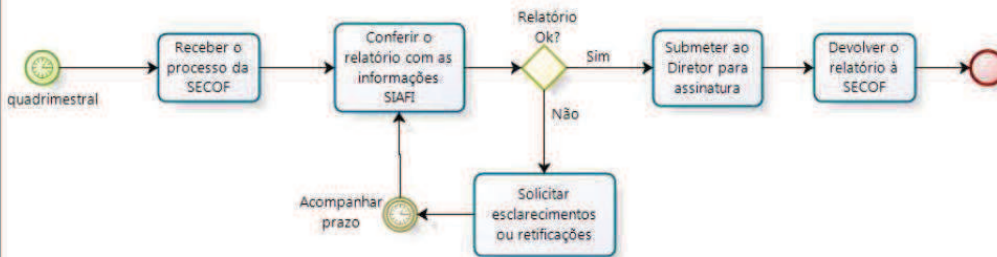 quadrimestral
Receber o
processo da
SECOF
Conferir o
relatório com as
informações
SIAFI
Relatório
Ok?
Sim
Não
Submeter ao
Diretor para
assinatura
Devolver o
relatório à
SECOF
Acompanhar
prazo
Solicitar
esclarecimentos
ou retificações